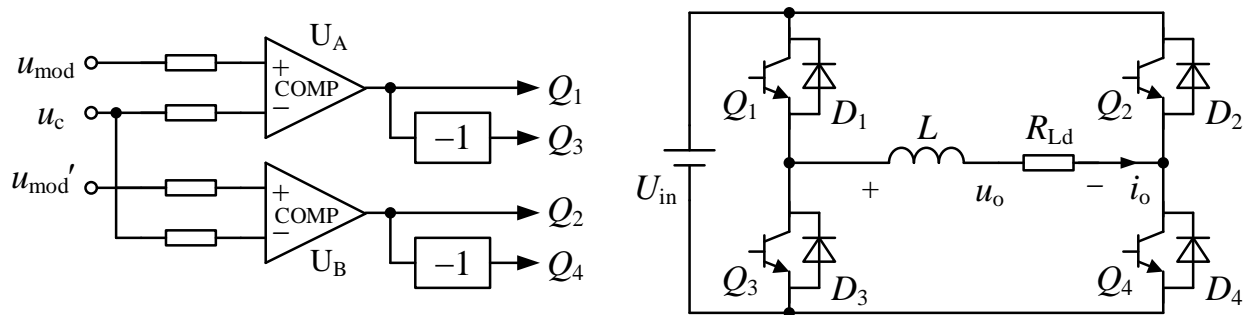 U_A
u_mod
+
COMP
−
Q_1
u_c
−1
Q_3
u_mod′
+
COMP
−
Q_2
U_B
−1
Q_4
Q_1
D_1
Q_2
D_2
L
R_Ld
U_in
+
u_o
−
i_o
Q_3
D_3
Q_4
D_4